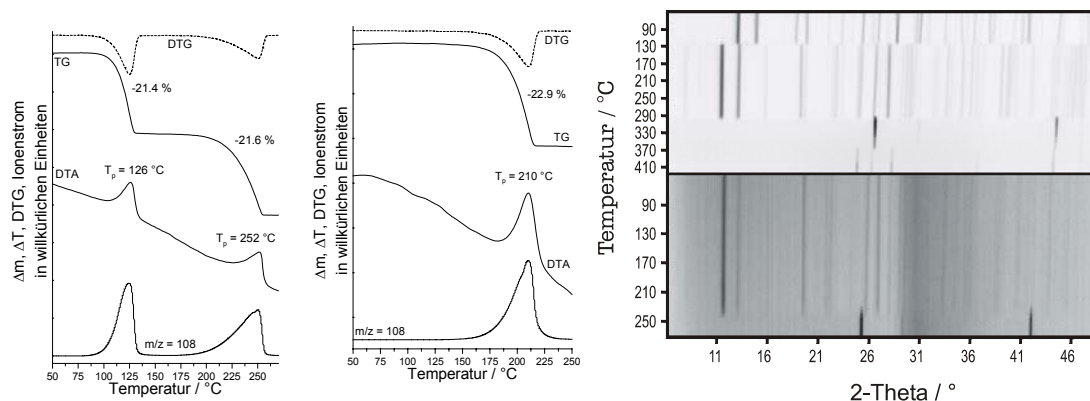 Δm, ΔT, DTG, Ionenstrom
in willkürlichen Einheiten
DTG
TG
-21.4 %
-21.6 %
DTA
Tp = 126 °C
Tp = 252 °C
m/z = 108
50 75 100 125 150 175 200 225 250
Temperatur / °C
Δm, ΔT, DTG, Ionenstrom
in willkürlichen Einheiten
DTG
-22.9 %
TG
Tp = 210 °C
DTA
m/z = 108
50 75 100 125 150 175 200 225 250
Temperatur / °C
Temperatur / °C
90
130
170
210
250
290
330
370
410
90
130
170
210
250
11 16 21 26 31 36 41 46
2-Theta / °